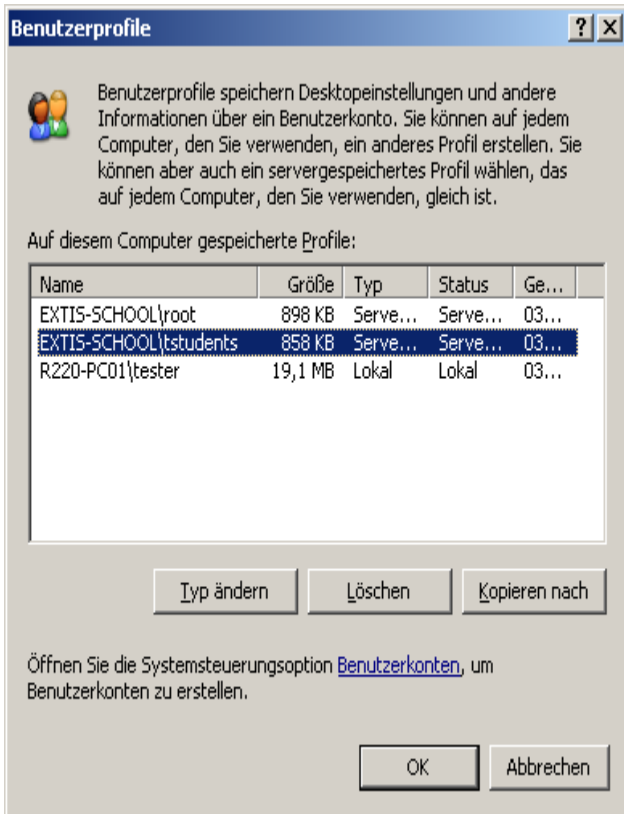 Benutzerprofile
Benutzerprofile speichern Desktopeinstellungen und andere
Informationen über ein Benutzerkonto. Sie können auf jedem
Computer, den Sie verwenden, ein anderes Profil erstellen. Sie
können aber auch ein servergespeichertes Profil wählen, das
auf jedem Computer, den Sie verwenden, gleich ist.
Auf diesem Computer gespeicherte Profile:
Name Größe Typ Status Ge...
EXTIS-SCHOOL\root 898 KB Serve... Serve... 03...
EXTIS-SCHOOL\tstudents 858 KB Serve... Serve... 03...
R220-PC01\tester 19,1 MB Lokal Lokal 03...
Typ ändern Löschen Kopieren nach
Öffnen Sie die Systemsteuerungsoption Benutzerkonten, um
Benutzerkonten zu erstellen.
OK Abbrechen